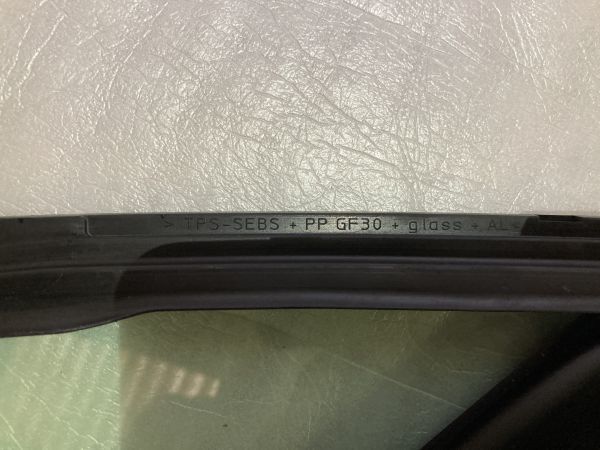 > TPS-SEBS + PP GF30 + glass + AL